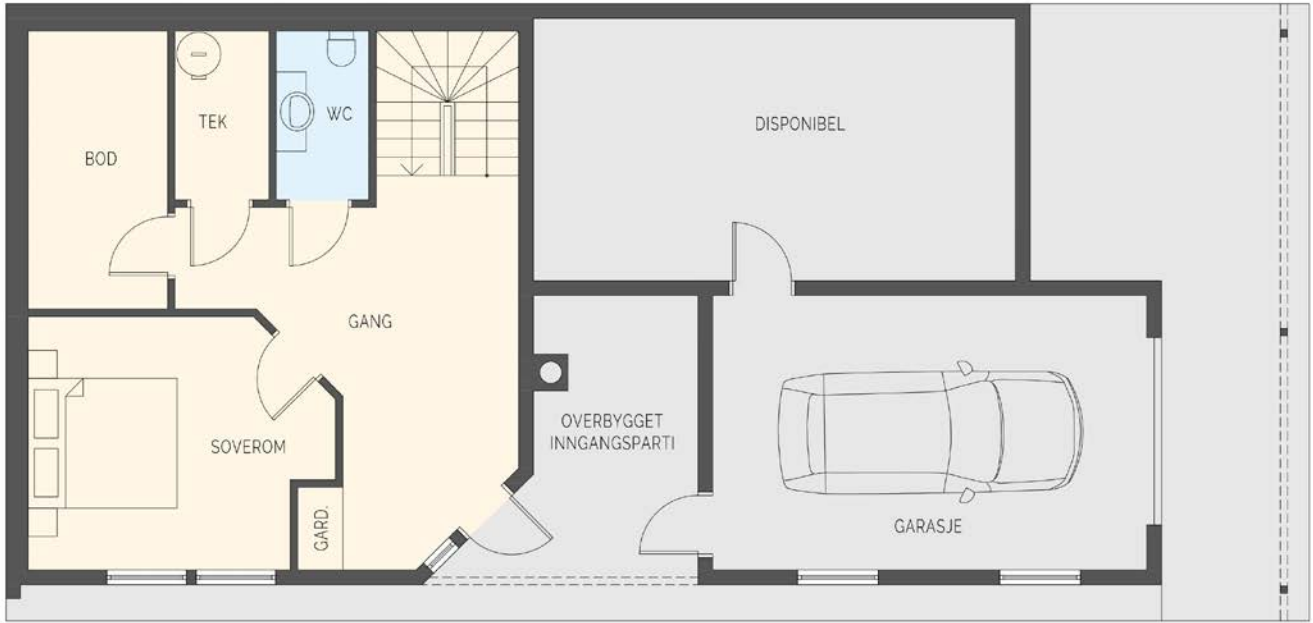 BOD
TEK
WC
DISPONIBEL
GANG
SOVEROM
GARD.
OVERBYGGET
INNGANGSPARTI
GARASJE